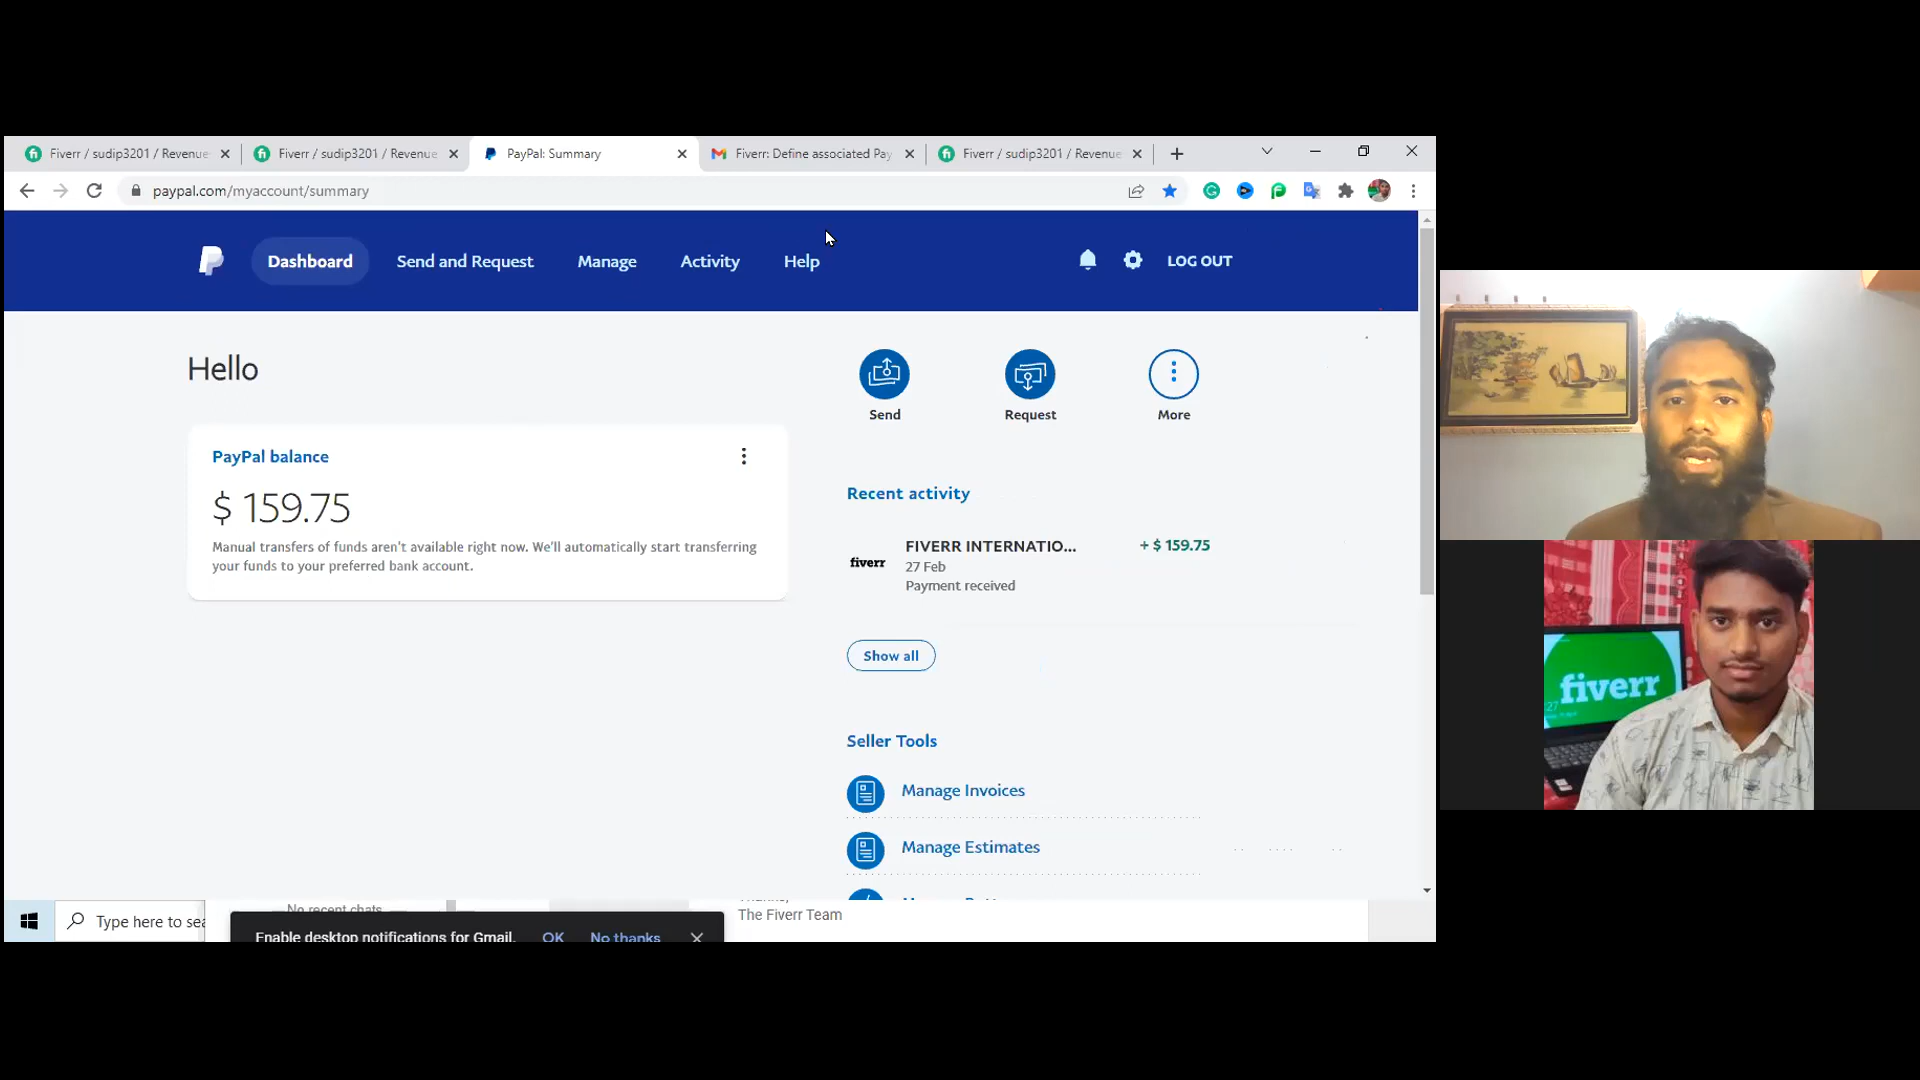 Fiverr / sudip3201 / Revenue
Fiverr / sudip3201 / Revenue
PayPal: Summary
Fiverr: Define associated Pay
Fiverr / sudip3201 / Revenue
paypal.com/myaccount/summary
Dashboard
Send and Request
Manage
Activity
Help
LOG OUT
Hello
Send
Request
More
PayPal balance
$ 159.75
Manual transfers of funds aren't available right now. We'll automatically start transferring
your funds to your preferred bank account.
Recent activity
fiverr
FIVERR INTERNATIO...
+ $ 159.75
27 Feb
Payment received
Show all
Seller Tools
Manage Invoices
Manage Estimates
fiverr
Type here to sea
No recent chats
Enable desktop notifications for Gmail.
OK
No thanks
The Fiverr Team